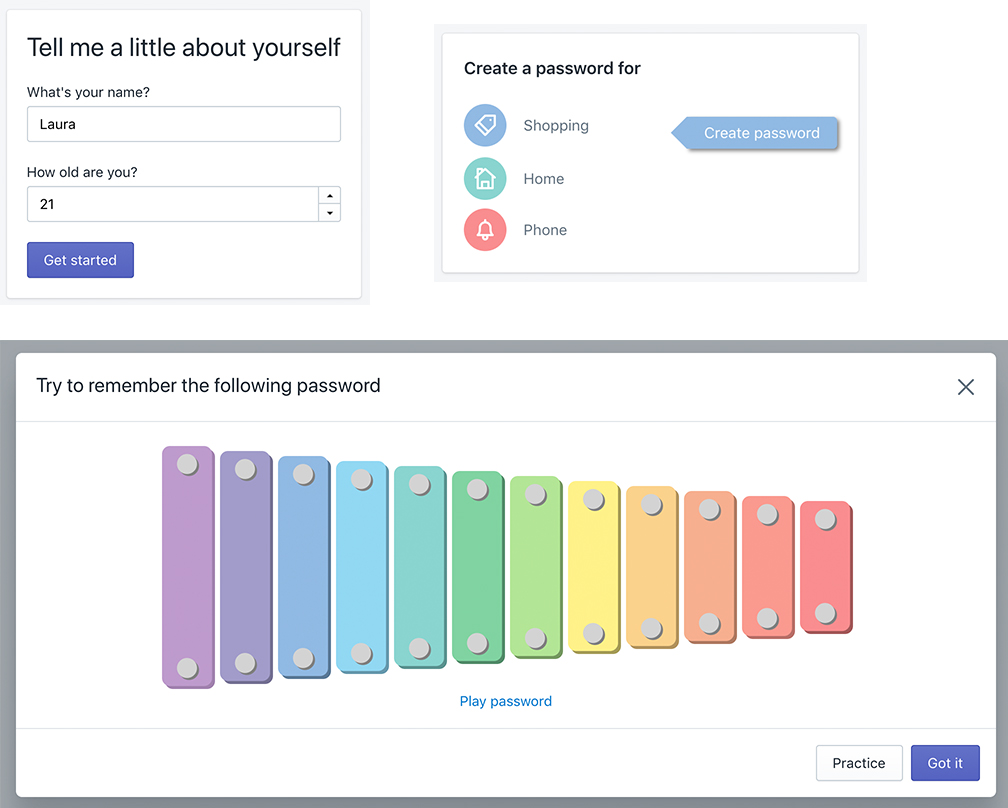 Tell me a little about yourself
What's your name?
Laura
How old are you?
21
Get started
Create a password for
Shopping
Create password
Home
Phone
Try to remember the following password
Play password
Practice
Got it